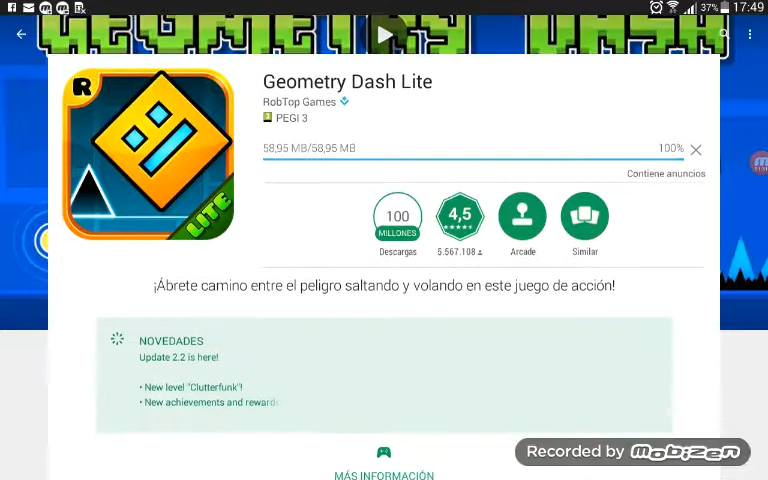 37% 17:49
GEOMETRY DASH
R
LITE
Geometry Dash Lite
RobTop Games
PEGI 3
58,95 MB/58,95 MB 100%
Contiene anuncios
100
MILLONES
4,5
Descargas 5.567.108 Arcade Similar
¡Ábrete camino entre el peligro saltando y volando en este juego de acción!
NOVEDADES
Update 2.2 is here!
• New level "Clutterfunk"!
• New achievements and rewards
Recorded by mobizen
MÁS INFORMACIÓN